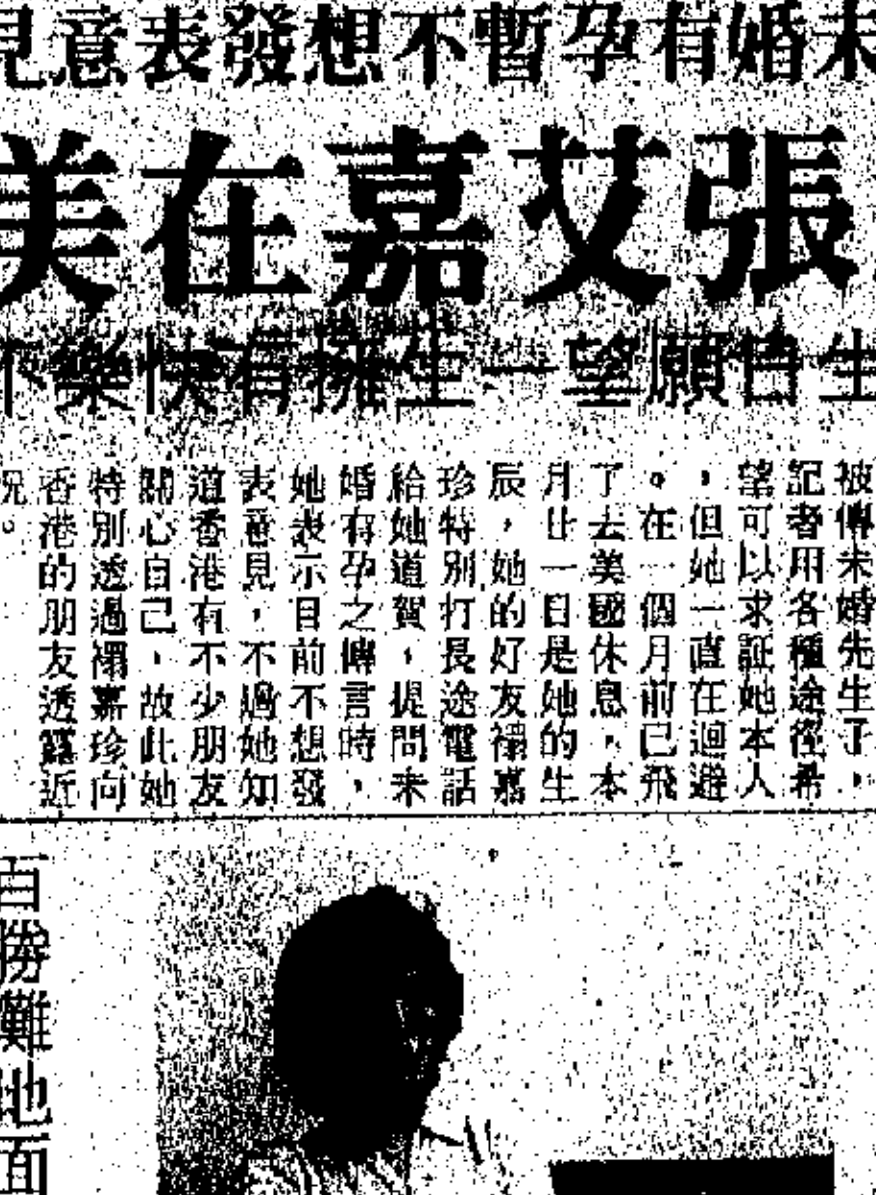 未婚有孕暫不想發表意見
張艾嘉在美
生日願望一生擁有快樂不
被傳未婚先生子，
記者用各種途徑希
望可以求証她本人
，但她一直在迴避
。在一個月前已飛
了去美國休息，本
月廿一日是她的生
辰，她的好友禤嘉
珍特別打長途電話
給她道賀，提問未
婚有孕之傳言時，
她表示目前不想發
表意見，不過她知
道香港有不少朋友
關心自己，故此她
特別透過禤嘉珍向
香港的朋友透露近
況。
百勝難地面